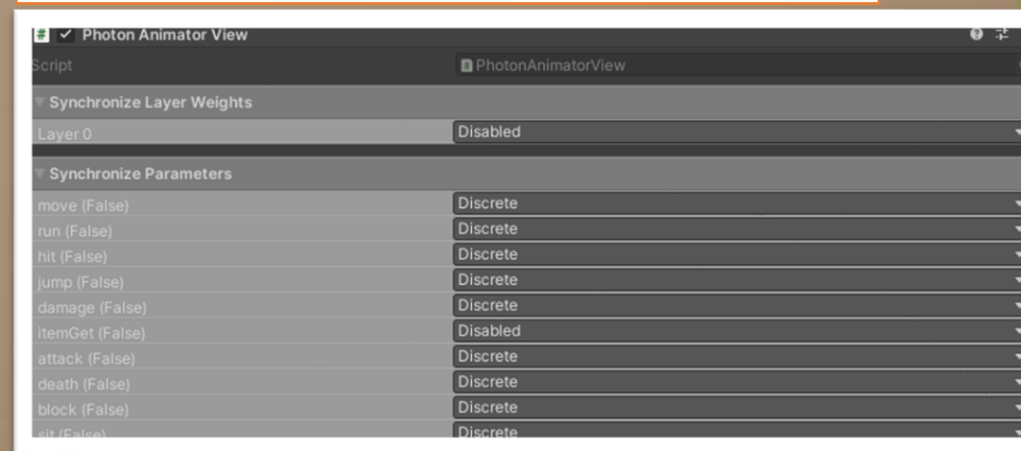 Photon Animator View
Script PhotonAnimatorView
Synchronize Layer Weights
Layer 0 Disabled
Synchronize Parameters
move (False) Discrete
run (False) Discrete
hit (False) Discrete
jump (False) Discrete
damage (False) Discrete
itemGet (False) Disabled
attack (False) Discrete
death (False) Discrete
block (False) Discrete
sit (False) Discrete